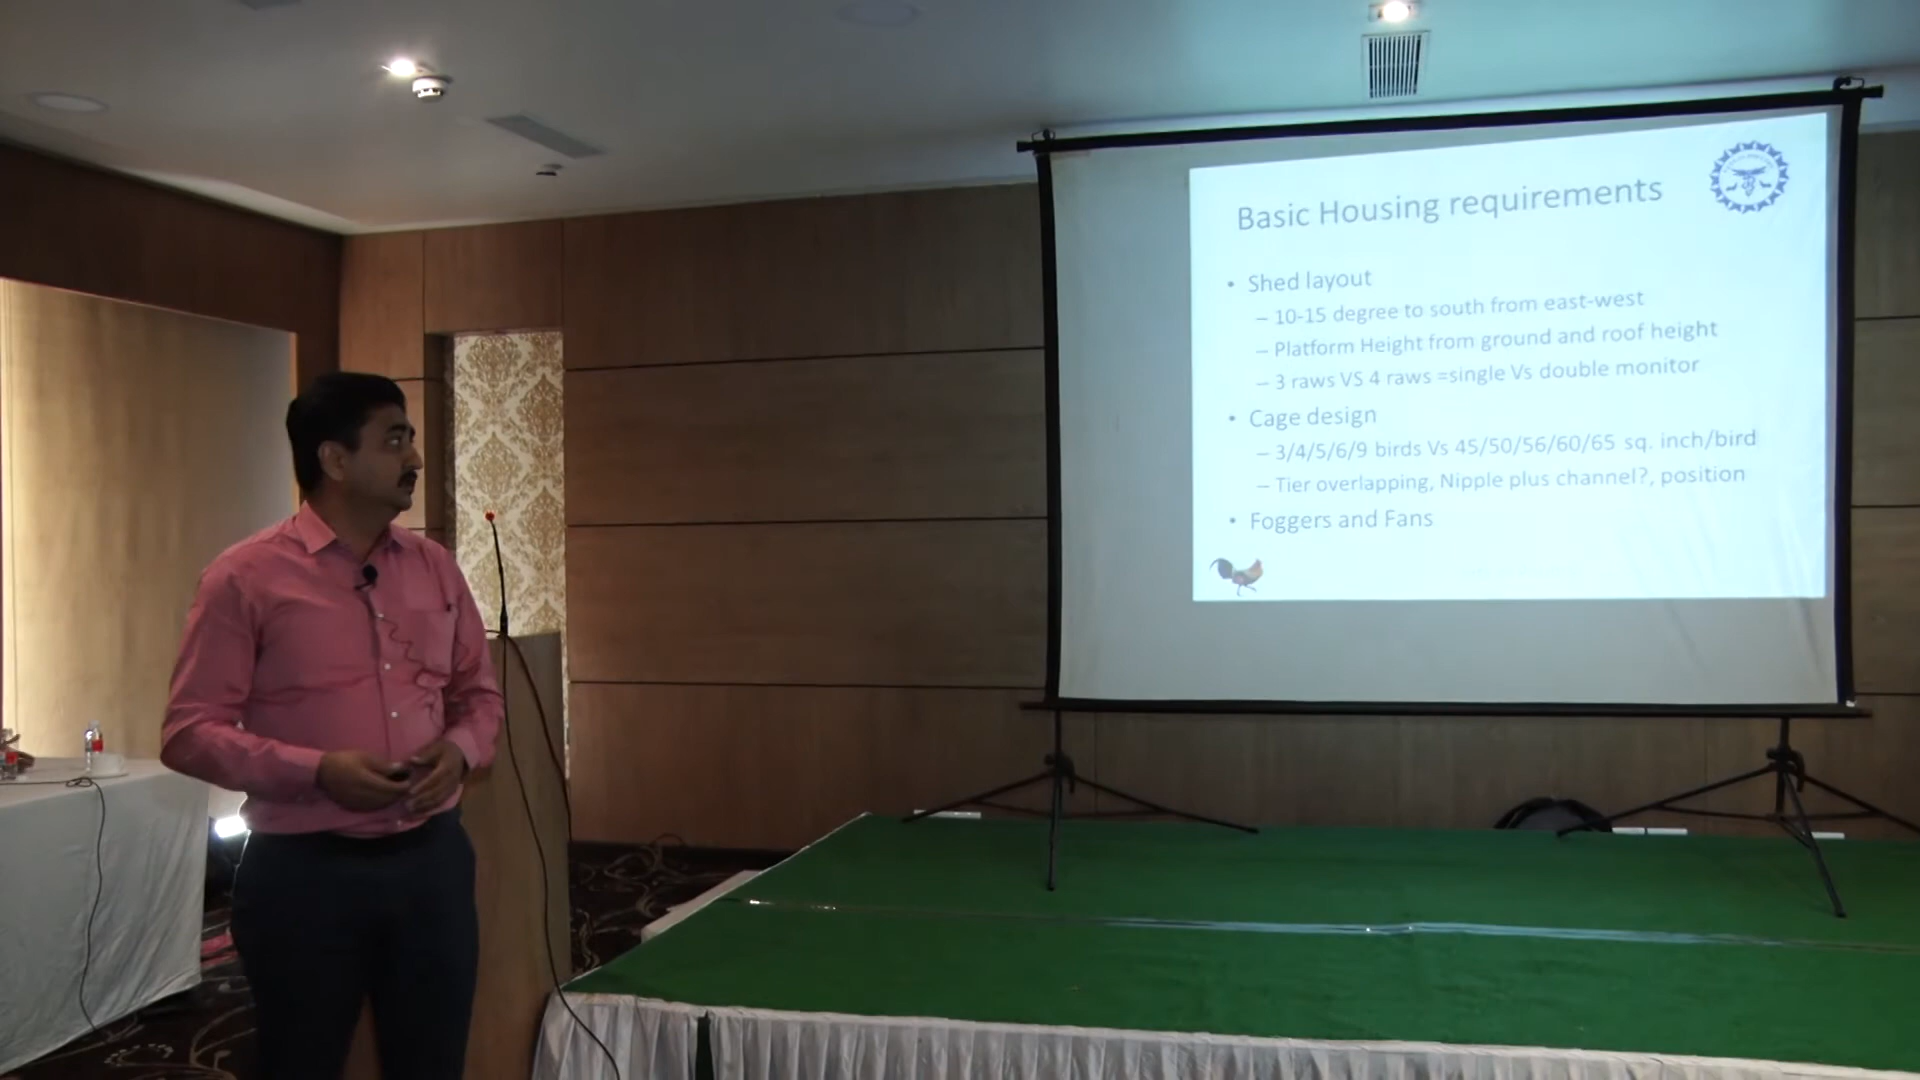 Basic Housing requirements
• Shed layout
– 10-15 degree to south from east-west
– Platform Height from ground and roof height
– 3 raws VS 4 raws =single Vs double monitor
• Cage design
– 3/4/5/6/9 birds Vs 45/50/56/60/65 sq. inch/bird
– Tier overlapping, Nipple plus channel?, position
• Foggers and Fans